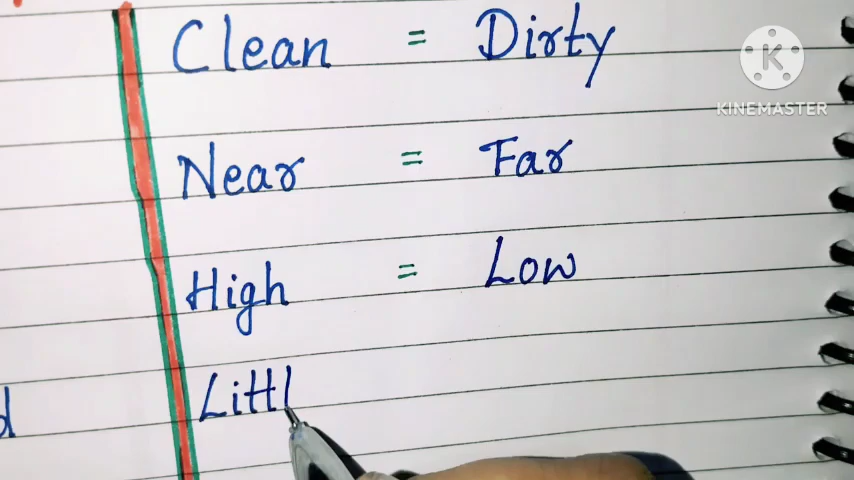 Clean = Dirty
KINEMASTER
Near = Far
High = Low
Littl
d